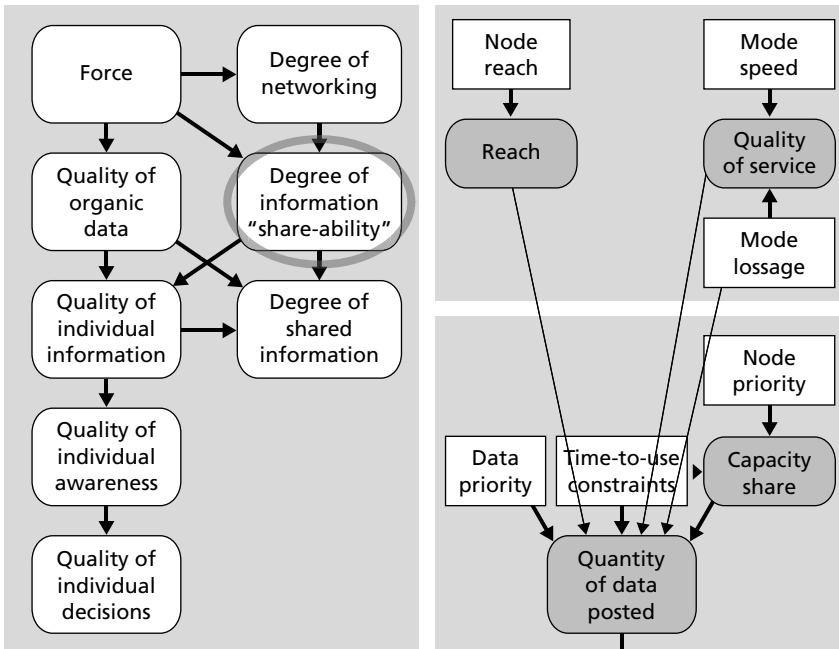 Force
Degree of
networking
Quality of
organic
data
Degree of
information
“share-ability”
Quality of
individual
information
Degree of
shared
information
Quality of
individual
awareness
Quality of
individual
decisions
Node
reach
Mode
speed
Reach
Quality
of service
Mode
lossage
Node
priority
Data
priority
Time-to-use
constraints
Capacity
share
Quantity
of data
posted